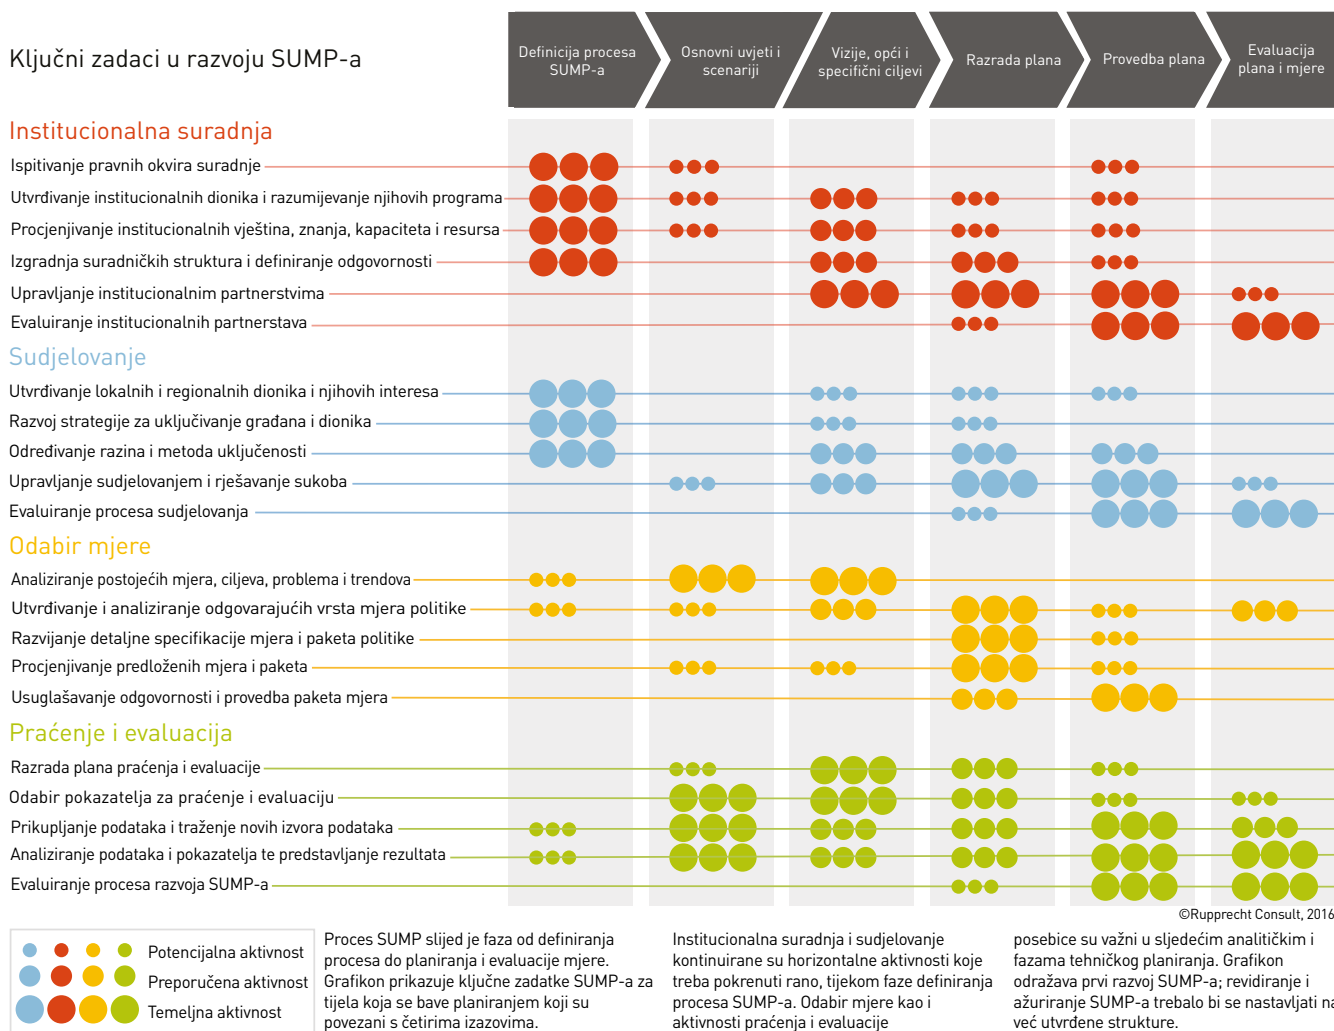 Ključni zadaci u razvoju SUMP-a
Definicija procesa
SUMP-a
Osnovni uvjeti i
scenariji
Vizije, opći i
specifični ciljevi
Razrada plana
Provedba plana
Evaluacija
plana i mjere
Institucionalna suradnja
Ispitivanje pravnih okvira suradnje
Utvrđivanje institucionalnih dionika i razumijevanje njihovih programa
Procjenjivanje institucionalnih vještina, znanja, kapaciteta i resursa
Izgradnja suradničkih struktura i definiranje odgovornosti
Upravljanje institucionalnim partnerstvima
Evaluiranje institucionalnih partnerstava
Sudjelovanje
Utvrđivanje lokalnih i regionalnih dionika i njihovih interesa
Razvoj strategije za uključivanje građana i dionika
Određivanje razina i metoda uključenosti
Upravljanje sudjelovanjem i rješavanje sukoba
Evaluiranje procesa sudjelovanja
Odabir mjere
Analiziranje postojećih mjera, ciljeva, problema i trendova
Utvrđivanje i analiziranje odgovarajućih vrsta mjera politike
Razvijanje detaljne specifikacije mjera i paketa politike
Procjenjivanje predloženih mjera i paketa
Usuglašavanje odgovornosti i provedba paketa mjera
Praćenje i evaluacija
Razrada plana praćenja i evaluacije
Odabir pokazatelja za praćenje i evaluaciju
Prikupljanje podataka i traženje novih izvora podataka
Analiziranje podataka i pokazatelja te predstavljanje rezultata
Evaluiranje procesa razvoja SUMP-a
©Rupprecht Consult, 2016
Potencijalna aktivnost
Preporučena aktivnost
Temeljna aktivnost
Proces SUMP slijed je faza od definiranja
procesa do planiranja i evaluacije mjere.
Grafikon prikazuje ključne zadatke SUMP-a za
tijela koja se bave planiranjem koji su
povezani s četirima izazovima.
Institucionalna suradnja i sudjelovanje
kontinuirane su horizontalne aktivnosti koje
treba pokrenuti rano, tijekom faze definiranja
procesa SUMP-a. Odabir mjere kao i
aktivnosti praćenja i evaluacije
posebice su važni u sljedećim analitičkim i
fazama tehničkog planiranja. Grafikon
odražava prvi razvoj SUMP-a; revidiranje i
ažuriranje SUMP-a trebalo bi se nastavljati na
već utvrđene strukture.